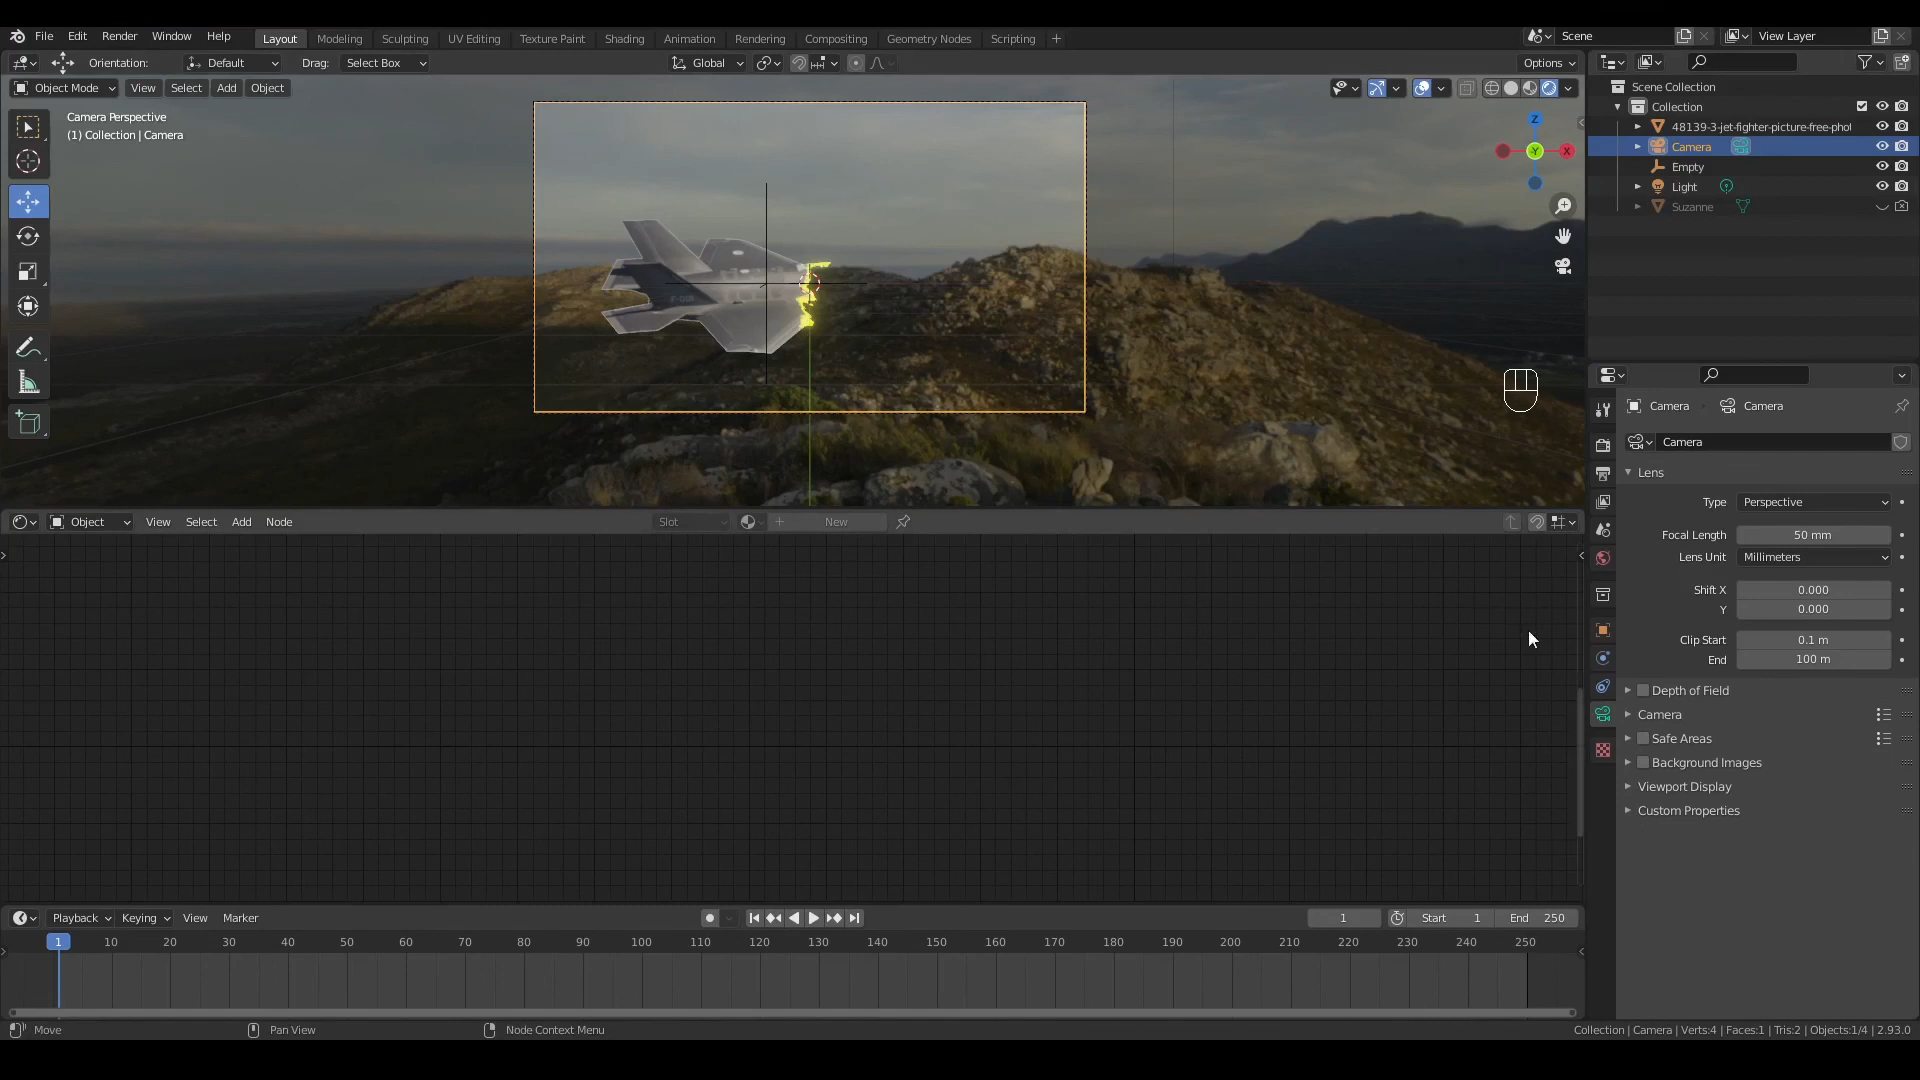 File Edit Render Window Help Layout Modeling Sculpting UV Editing Texture Paint Shading Animation Rendering Compositing Geometry Nodes Scripting + Scene View Layer
Orientation: Default Drag: Select Box Global Options
Object Mode View Select Add Object
Scene Collection
Collection
48139-3-jet-fighter-picture-free-phot
Camera
Empty
Light
Suzanne
Camera Perspective
(1) Collection | Camera
Z
Y
X
Camera Camera
Camera
Lens
Type Perspective
Focal Length 50 mm
Lens Unit Millimeters
Shift X 0.000
Y 0.000
Clip Start 0.1 m
End 100 m
Depth of Field
Camera
Safe Areas
Background Images
Viewport Display
Custom Properties
Object View Select Add Node Slot New
Playback Keying View Marker 1 Start 1 End 250
1 10 20 30 40 50 60 70 80 90 100 110 120 130 140 150 160 170 180 190 200 210 220 230 240 250
Move Pan View Node Context Menu Collection | Camera | Verts:4 | Faces:1 | Tris:2 | Objects:1/4 | 2.93.0